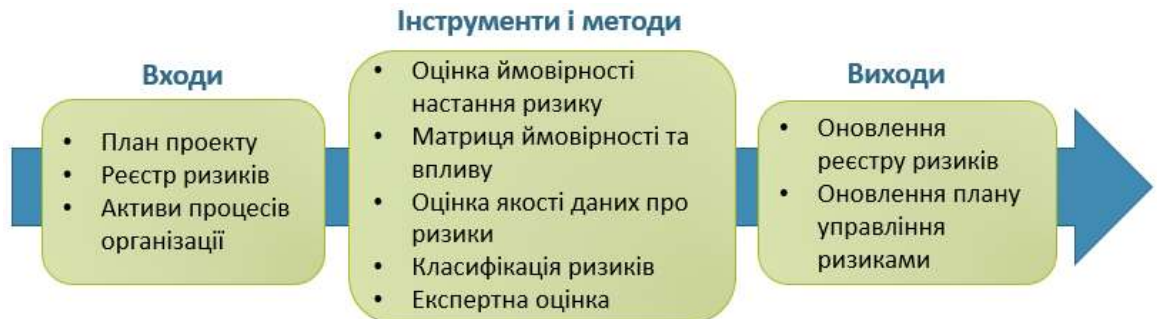 Інструменти і методи
Входи
• План проекту
• Реєстр ризиків
• Активи процесів
організації
• Оцінка ймовірності
настання ризику
• Матриця ймовірності та
впливу
• Оцінка якості даних про
ризики
• Класифікація ризиків
• Експертна оцінка
Виходи
• Оновлення
реєстру ризиків
• Оновлення плану
управління
ризиками